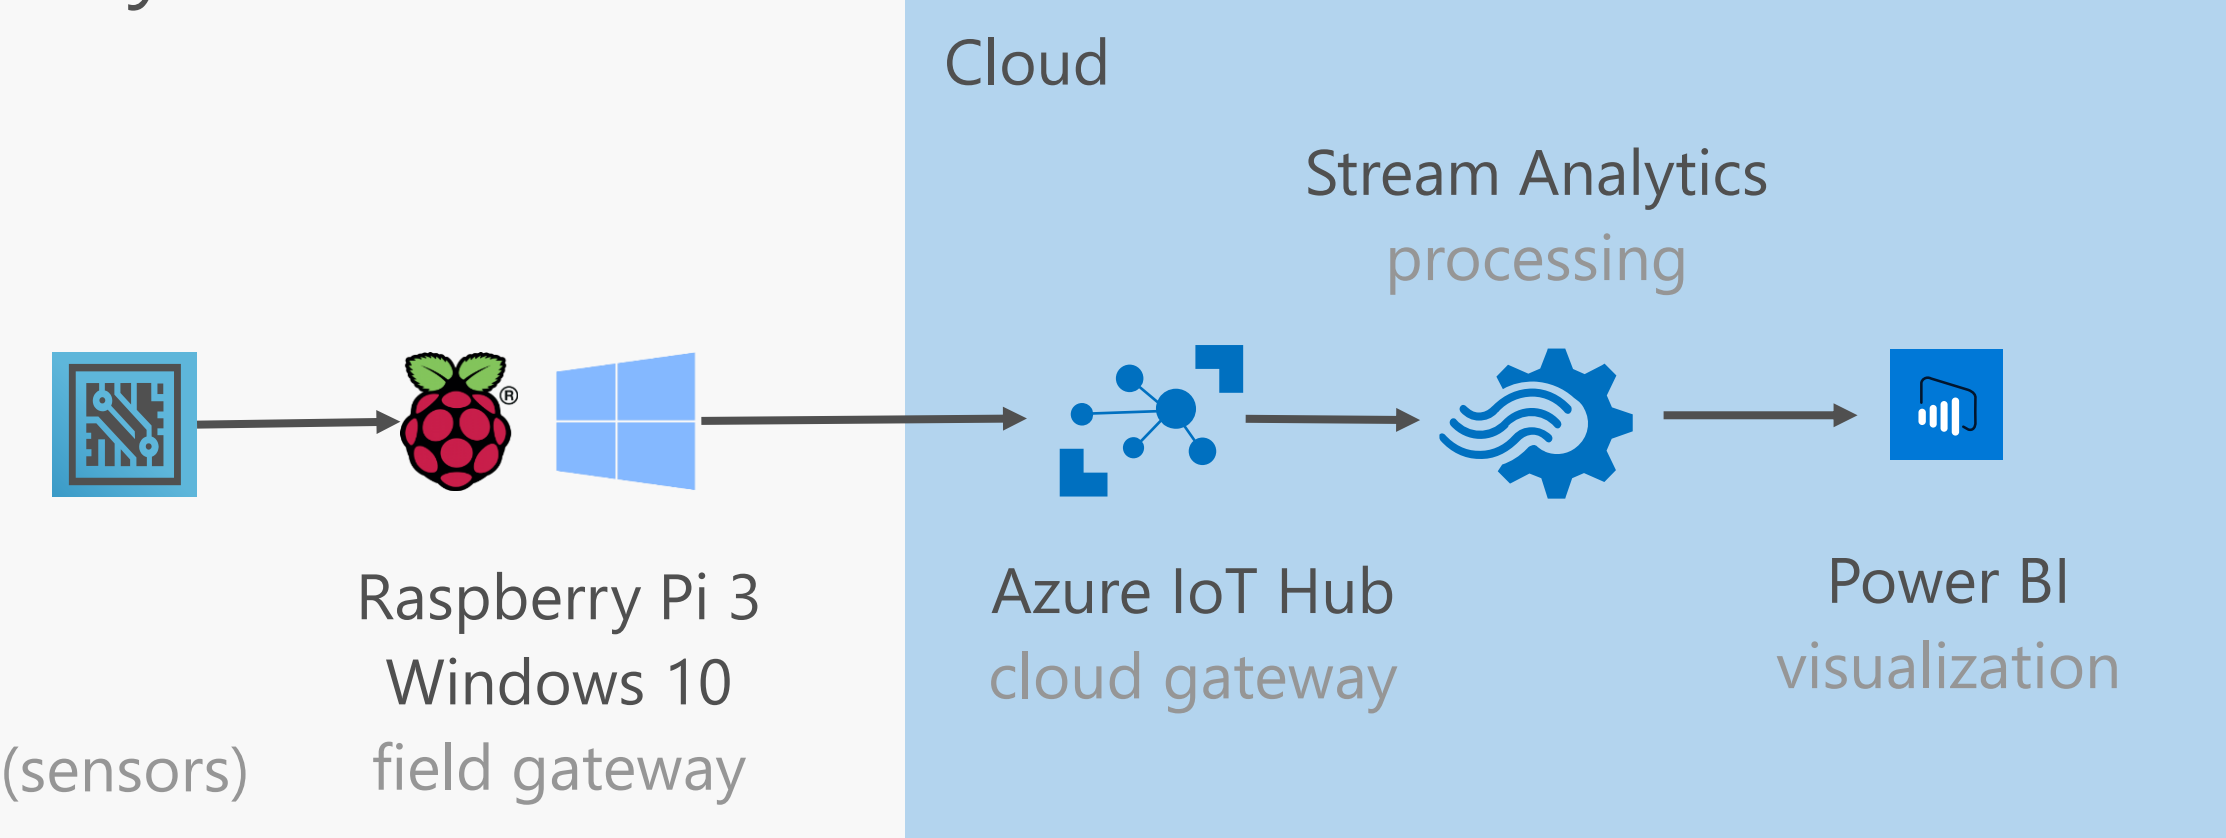 Cloud
Stream Analytics
processing
®
Raspberry Pi 3
Windows 10
field gateway
(sensors)
Azure IoT Hub
cloud gateway
Power BI
visualization